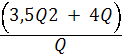 (3,5Q2 + 4Q)
Q